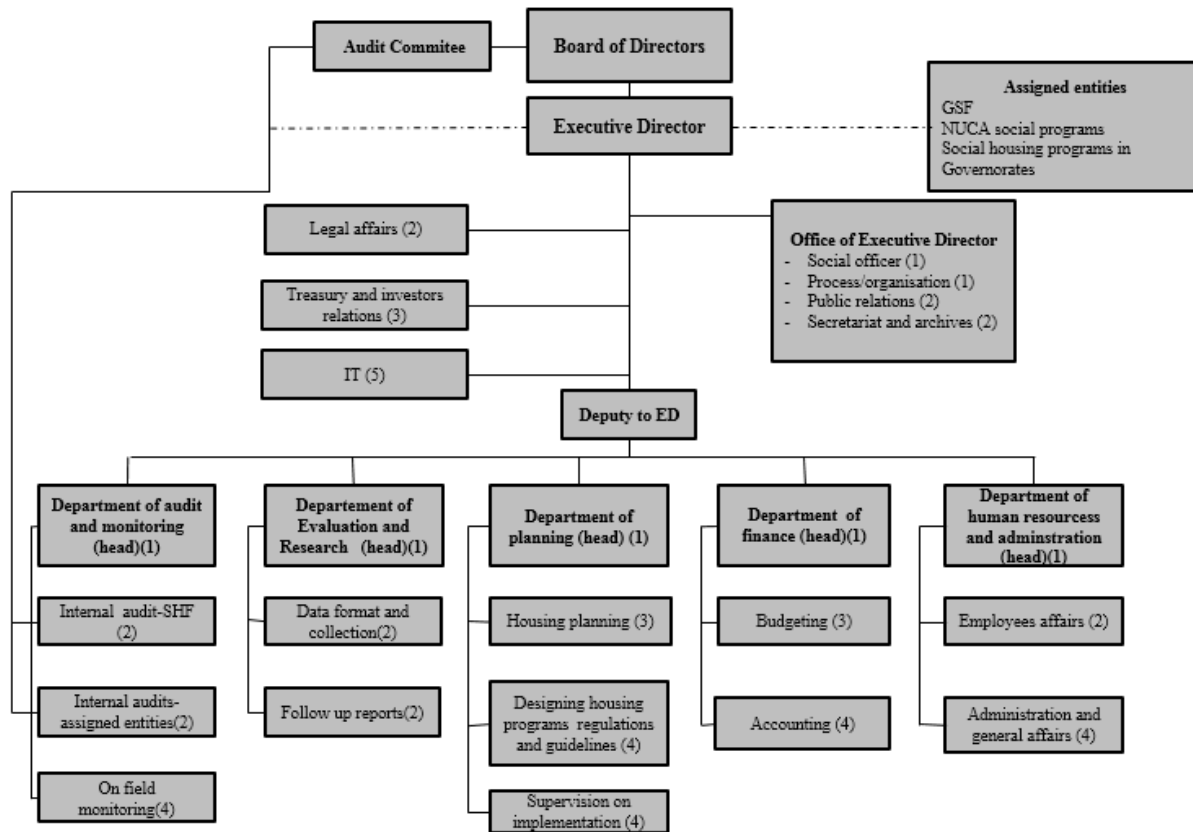 Audit Commitee
Board of Directors
Executive Director
Assigned entities
GSF
NUCA social programs
Social housing programs in
Governorates
Legal affairs (2)
Treasury and investors
relations (3)
IT (5)
Office of Executive Director
- Social officer (1)
- Process/organisation (1)
- Public relations (2)
- Secretariat and archives (2)
Deputy to ED
Department of audit
and monitoring
(head)(1)
Internal audit-SHF
(2)
Internal audits-
assigned entities(2)
On field
monitoring(4)
Departement of
Evaluation and
Research (head)(1)
Data format and
collection(2)
Follow up reports(2)
Department of
planning (head) (1)
Housing planning (3)
Designing housing
programs regulations
and guidelines (4)
Supervision on
implementation (4)
Department of
finance (head)(1)
Budgeting (3)
Accounting (4)
Department of
human resourcess
and adminstration
(head)(1)
Employees affairs (2)
Administration and
general affairs (4)